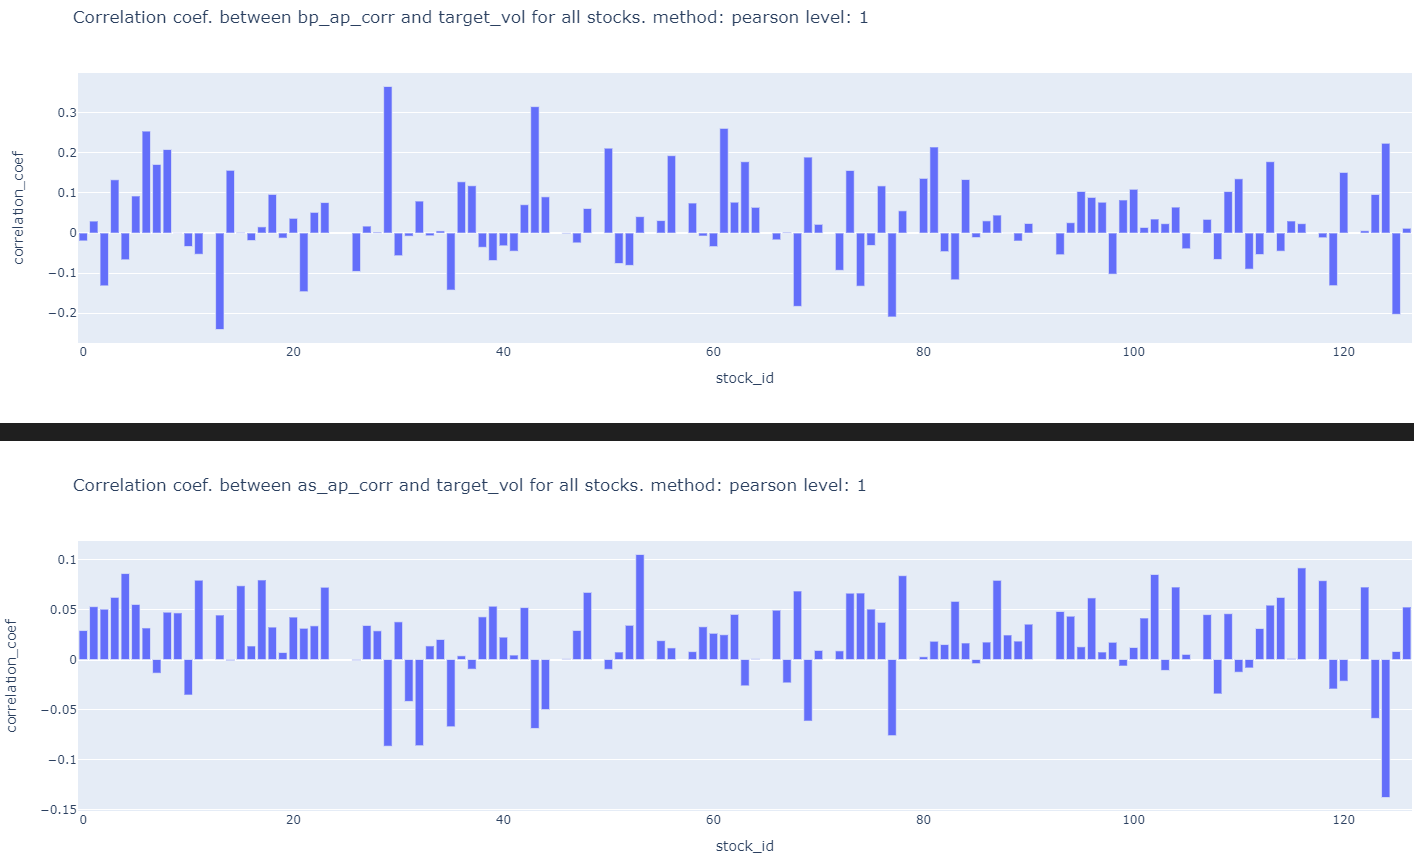 Correlation coef. between bp_ap_corr and target_vol for all stocks. method: pearson level: 1
0.3
0.2
0.1
0
−0.1
−0.2
correlation_coef
0 20 40 60 80 100 120
stock_id
Correlation coef. between as_ap_corr and target_vol for all stocks. method: pearson level: 1
0.1
0.05
0
−0.05
−0.1
−0.15
correlation_coef
0 20 40 60 80 100 120
stock_id